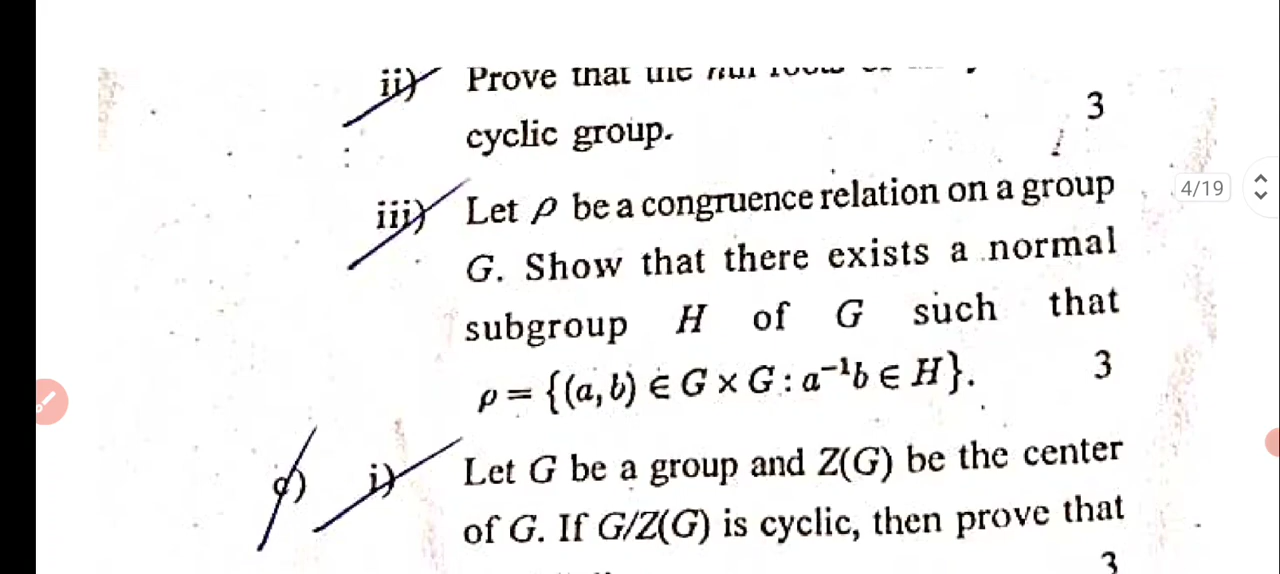 ii) Prove that the
cyclic group. 3
iii) Let ρ be a congruence relation on a group
4/19
G. Show that there exists a normal
subgroup H of G such that
ρ = {(a, b) ∈ G × G : a⁻¹b ∈ H}. 3
c) i) Let G be a group and Z(G) be the center
of G. If G/Z(G) is cyclic, then prove that
3